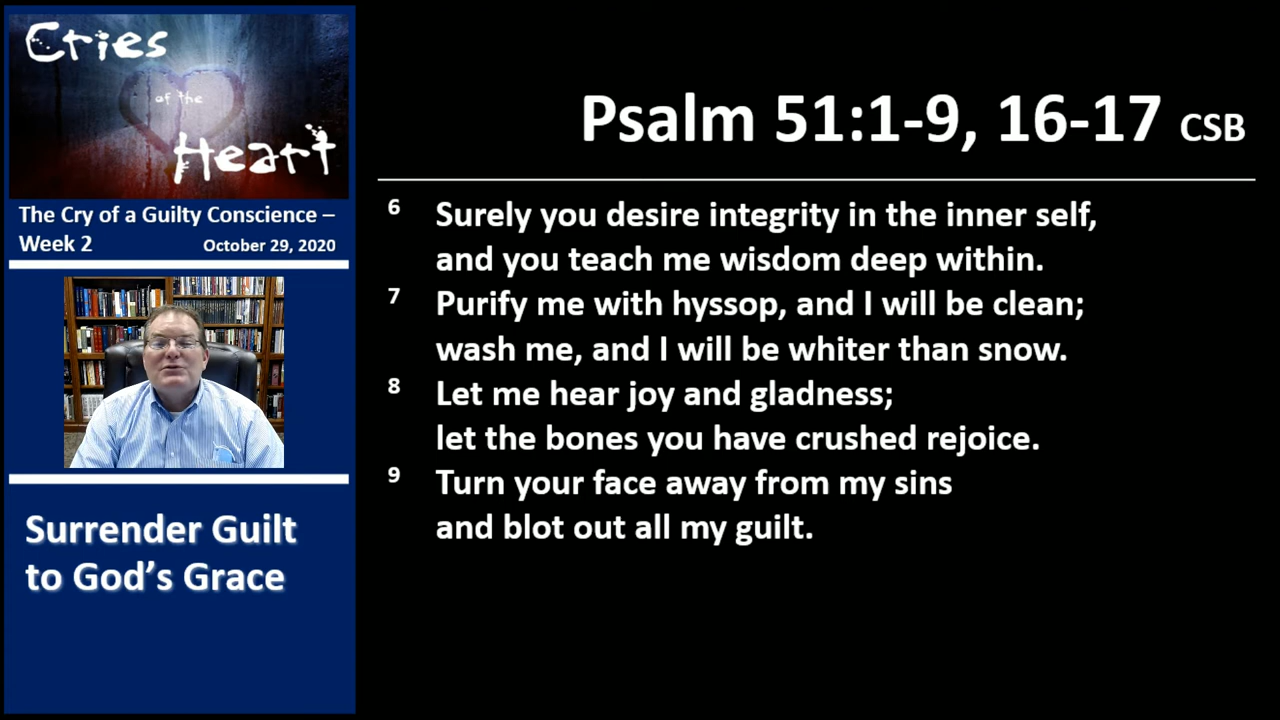 Cries
of the
Heart
The Cry of a Guilty Conscience –
Week 2 October 29, 2020
Surrender Guilt
to God's Grace
Psalm 51:1-9, 16-17 CSB
6 Surely you desire integrity in the inner self,
and you teach me wisdom deep within.
7 Purify me with hyssop, and I will be clean;
wash me, and I will be whiter than snow.
8 Let me hear joy and gladness;
let the bones you have crushed rejoice.
9 Turn your face away from my sins
and blot out all my guilt.